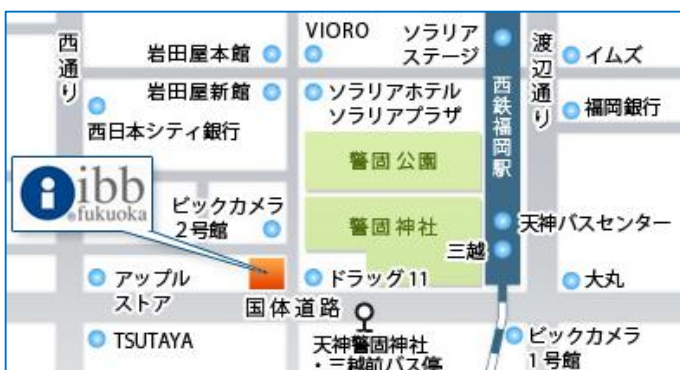 西通り
岩田屋本館
VIORO
ソラリア
ステージ
渡辺通り
イムズ
岩田屋新館
ソラリアホテル
ソラリアプラザ
西鉄福岡駅
福岡銀行
西日本シティ銀行
警固公園
i ibb
fukuoka
ビックカメラ
2号館
警固神社
天神バスセンター
三越
アップル
ストア
ドラッグ11
大丸
国体道路
TSUTAYA
天神警固神社
・三越前バス停
ビックカメラ
1号館